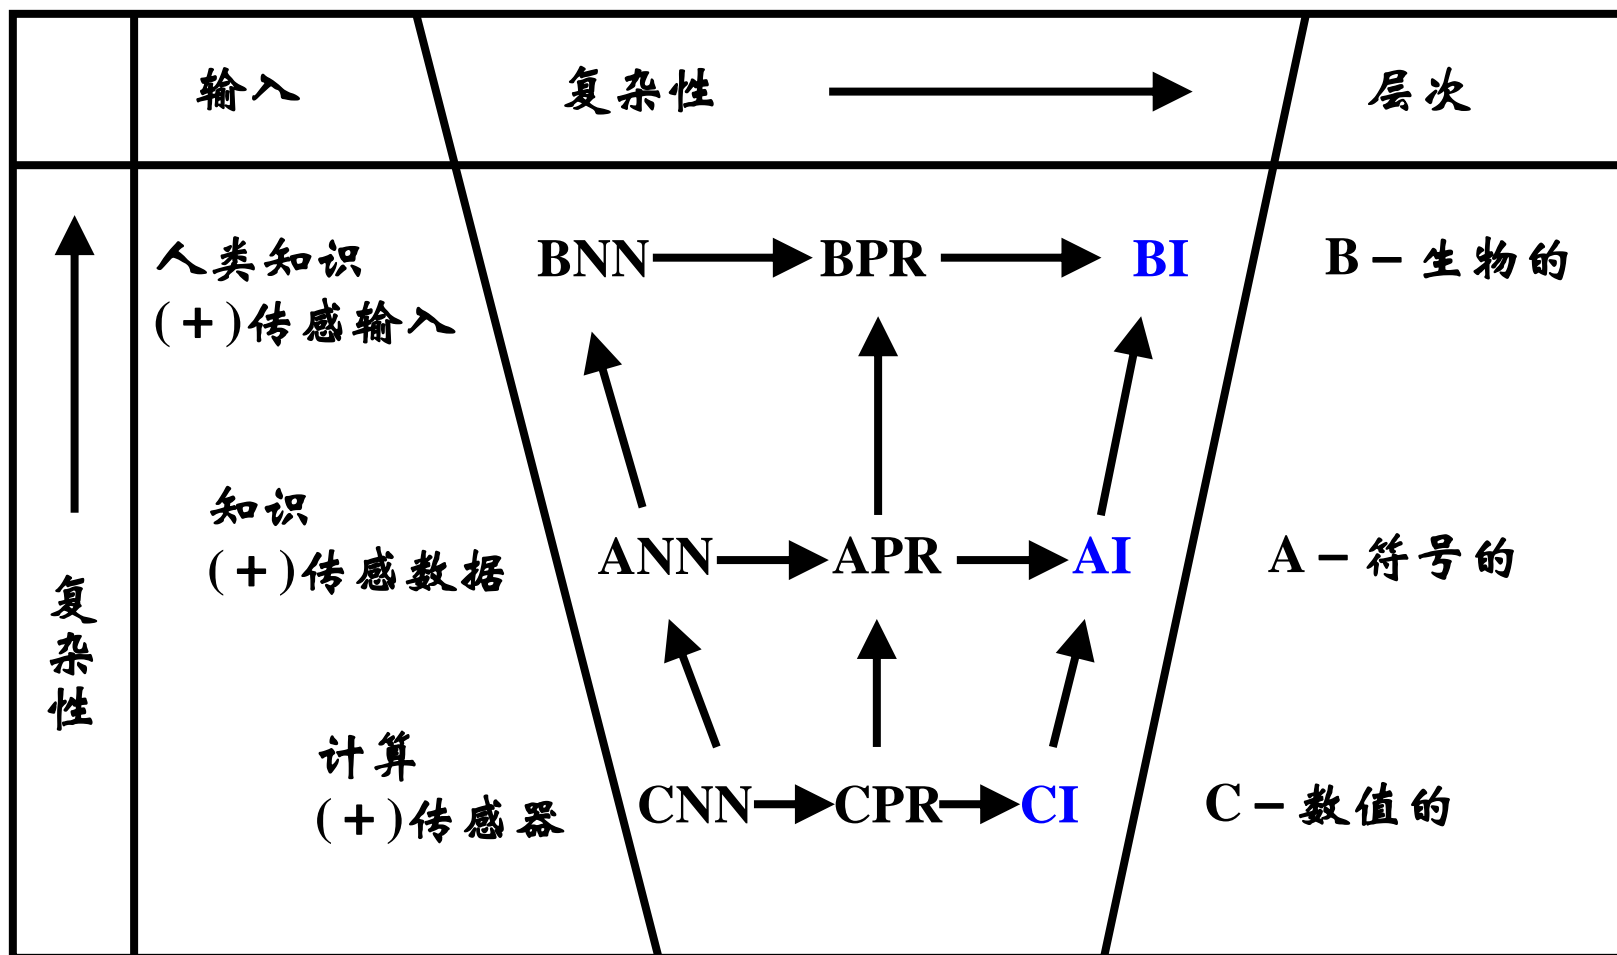 输入 复杂性 层次
人类知识 BNN BPR BI B－生物的
(＋)传感输入
知识
(＋)传感数据 ANN APR AI A－符号的
复杂性
计算
(＋)传感器 CNN CPR CI C－数值的